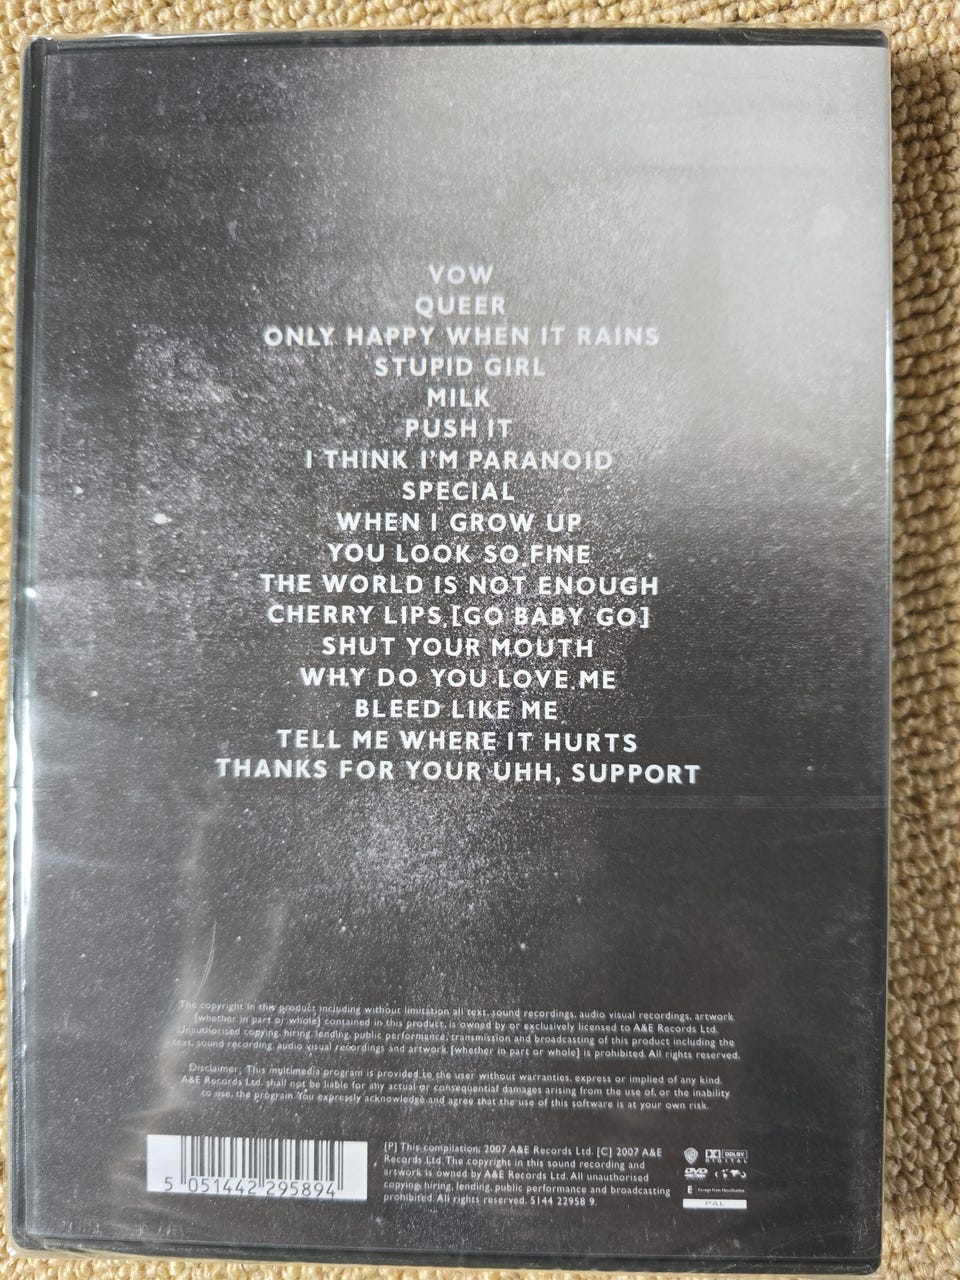 VOW
QUEER
ONLY HAPPY WHEN IT RAINS
STUPID GIRL
MILK
PUSH IT
I THINK I'M PARANOID
SPECIAL
WHEN I GROW UP
YOU LOOK SO FINE
THE WORLD IS NOT ENOUGH
CHERRY LIPS [GO BABY GO]
SHUT YOUR MOUTH
WHY DO YOU LOVE ME
BLEED LIKE ME
TELL ME WHERE IT HURTS
THANKS FOR YOUR UHH, SUPPORT
The copyright in this product including without limitation all text, sound recordings, audio visual recordings, artwork
[whether in part or whole] contained in this product, is owned by or exclusively licensed to A&E Records Ltd.
Unauthorised copying, hiring, lending, public performance, transmission and broadcasting of this product including the
text, sound recording, audio visual recordings and artwork [whether in part or whole] is prohibited. All rights reserved.
Disclaimer: This multimedia program is provided to the user without warranties, express or implied of any kind.
A&E Records Ltd. shall not be liable for any actual or consequential damages arising from the use of, or the inability
to use, the program. You expressly acknowledge and agree that the use of this software is at your own risk.
5 051442 295894
[P] This compilation: 2007 A&E Records Ltd. [C] 2007 A&E
Records Ltd. The copyright in this sound recording and
artwork is owned by A&E Records Ltd. All unauthorised
copying, hiring, lending, public performance and broadcasting
prohibited. All rights reserved. 5144 22958 9.
DOLBY
DIGITAL
DVD
E Exempt from Classification
PAL